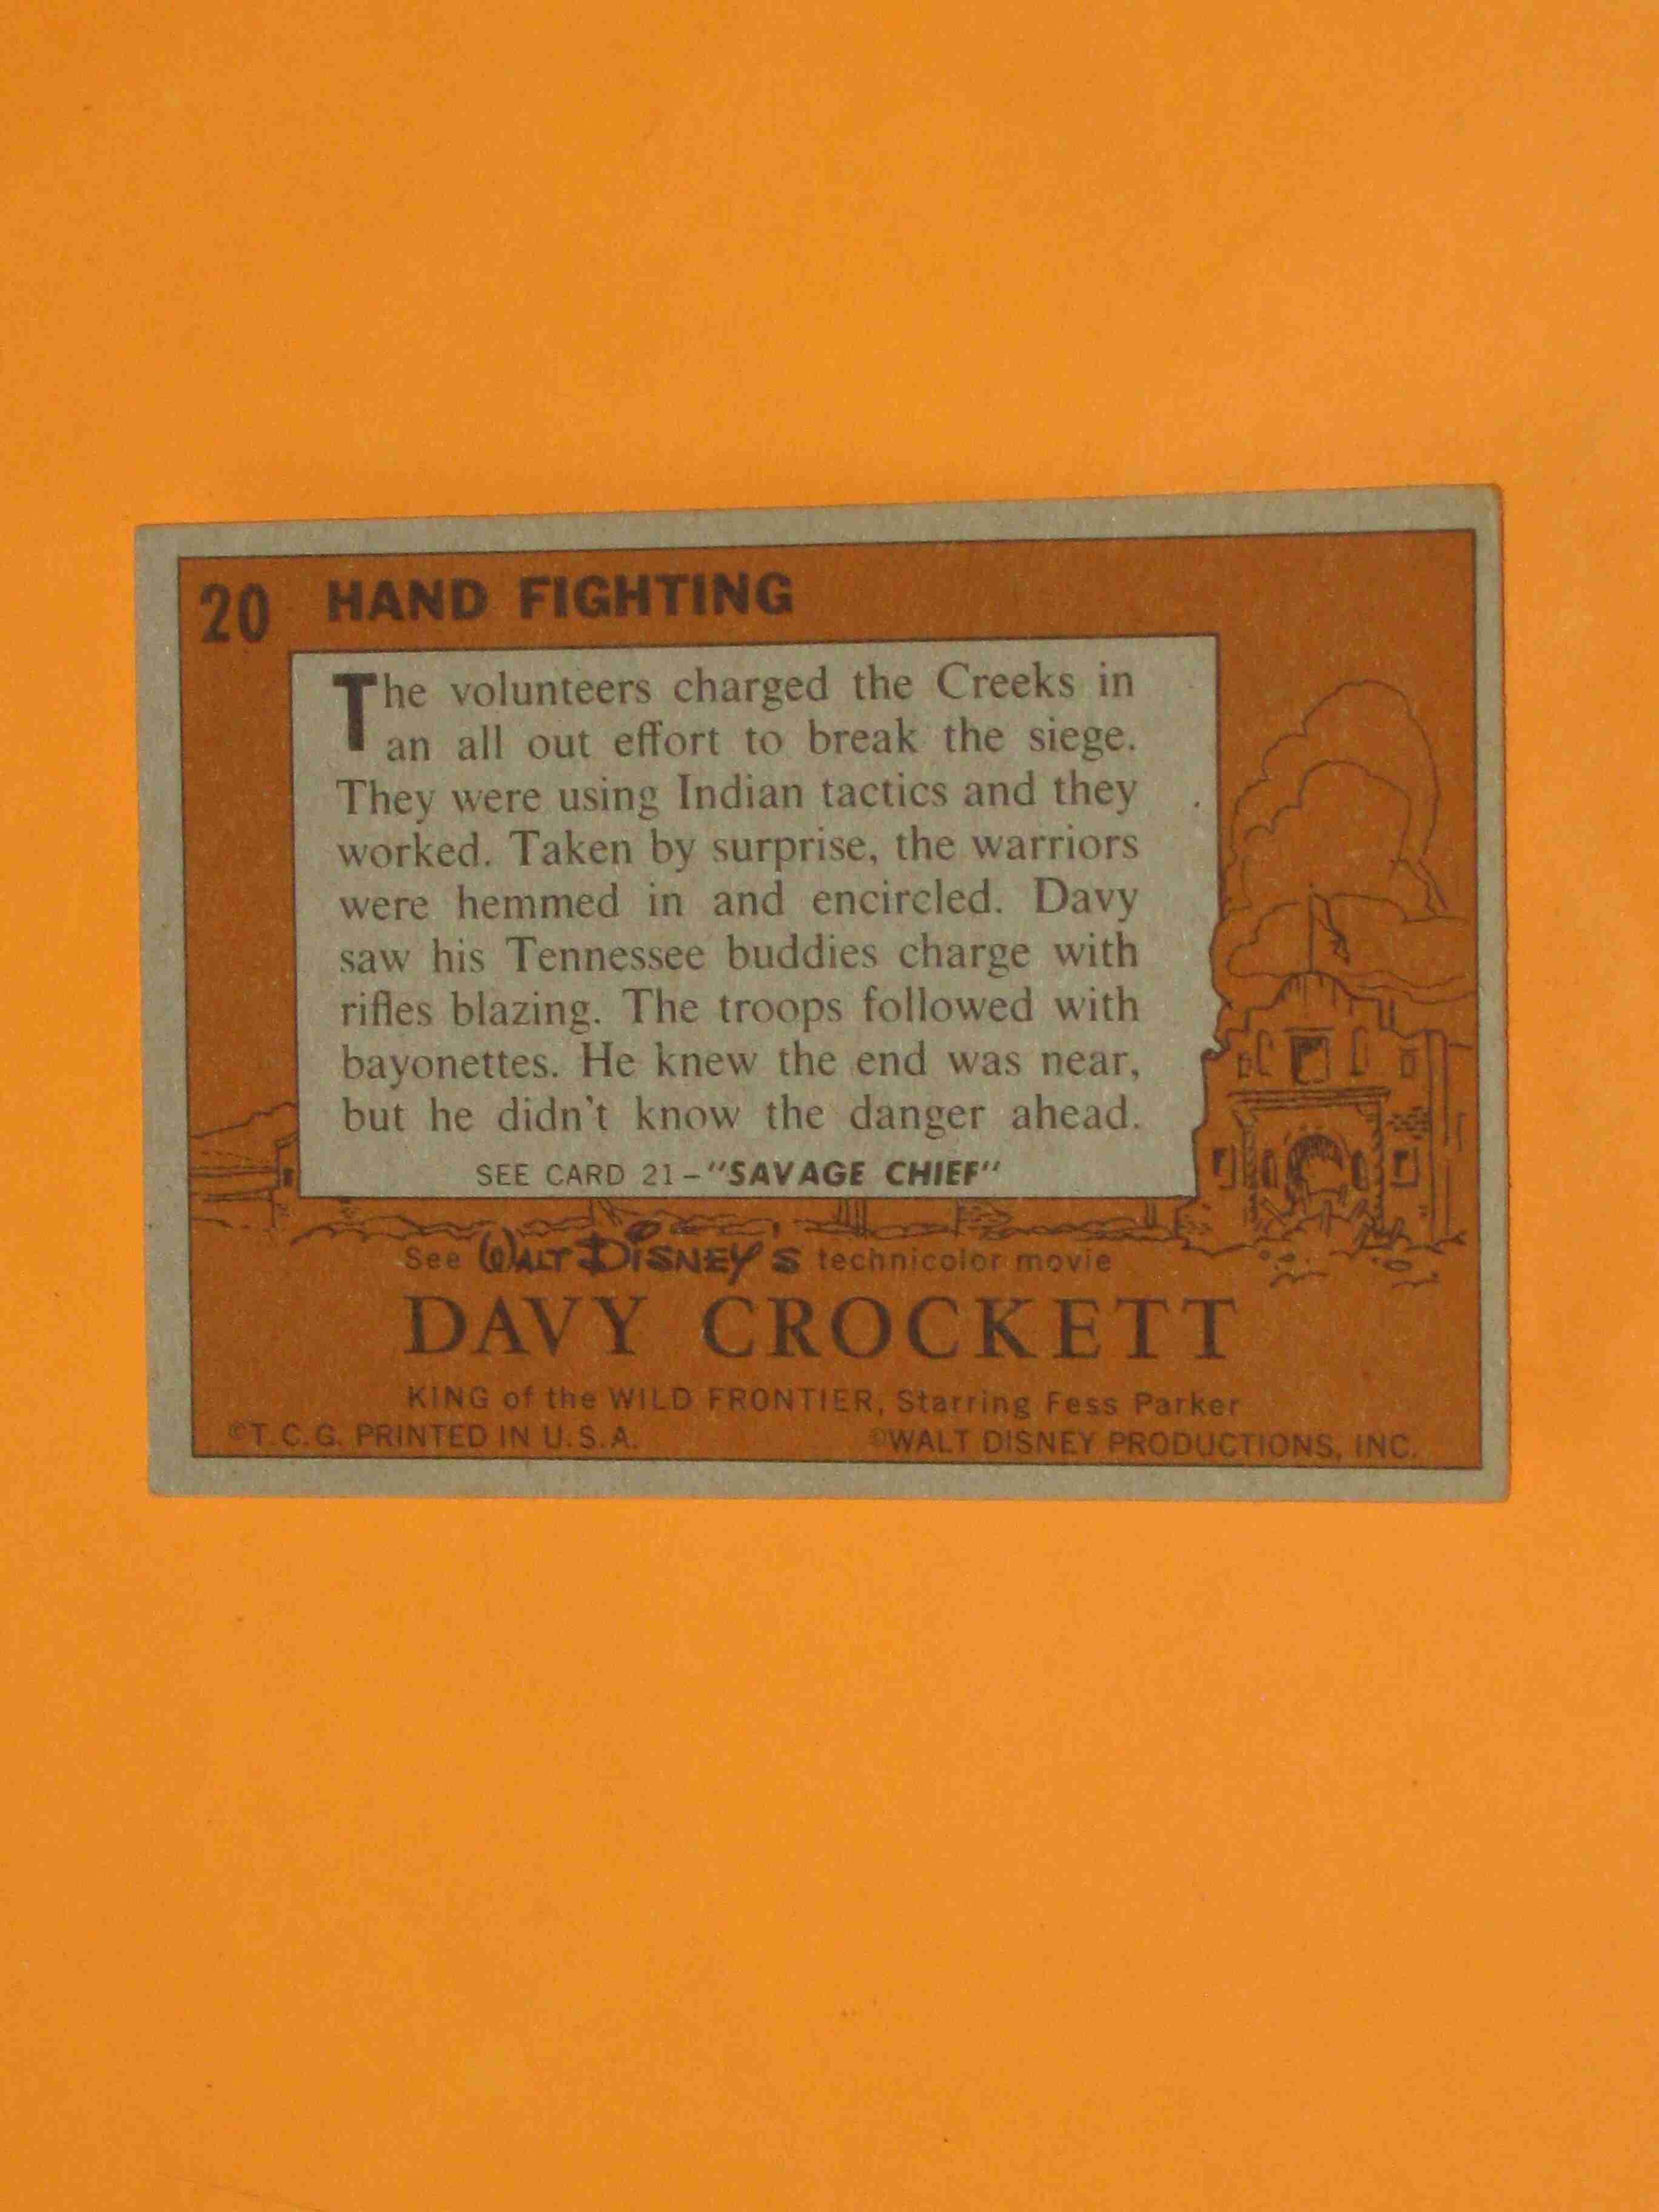 20 HAND FIGHTING
The volunteers charged the Creeks in
an all out effort to break the siege.
They were using Indian tactics and they
worked. Taken by surprise, the warriors
were hemmed in and encircled. Davy
saw his Tennessee buddies charge with
rifles blazing. The troops followed with
bayonettes. He knew the end was near,
but he didn't know the danger ahead.
SEE CARD 21–"SAVAGE CHIEF"
See WALT DISNEY'S technicolor movie
DAVY CROCKETT
KING of the WILD FRONTIER, Starring Fess Parker
©T.C.G. PRINTED IN U.S.A. ©WALT DISNEY PRODUCTIONS, INC.